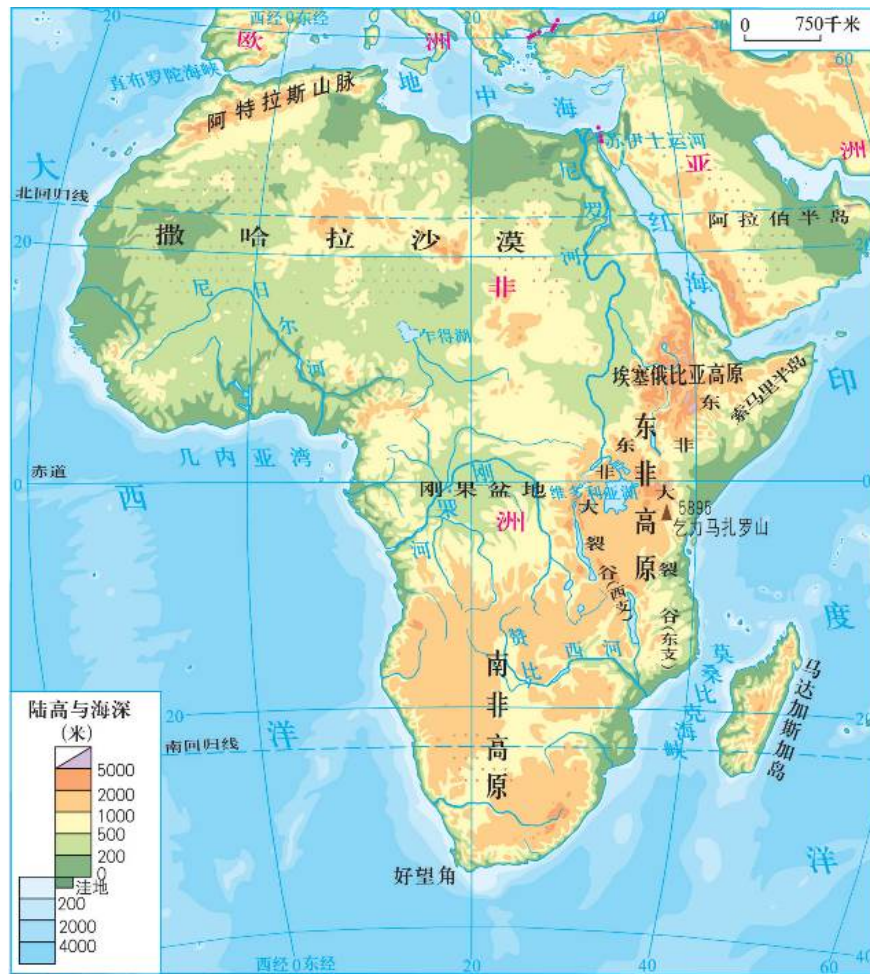 西经 0 东经
20
40
0 750千米
60
欧
洲
直布罗陀海峡
地中海
阿特拉斯山脉
苏伊士运河
亚
洲
大
北回归线
尼罗河
红海
阿拉伯半岛
撒哈拉沙漠
20
20
非
尼日尔河
乍得湖
埃塞俄比亚高原
索马里半岛
印
东非大裂谷(东支)
东非高原
东非大裂谷(西支)
几内亚湾
赤道
0
0
西
刚果盆地
刚果河
维多利亚湖
洲
5895
乞力马扎罗山
度
赞比西河
南非高原
莫桑比克海峡
马达加斯加岛
陆高与海深
(米)
5000
2000
1000
500
200
0
洼地
200
2000
4000
20
南回归线
洋
20
好望角
洋
西经 0 东经
20
40
60
40